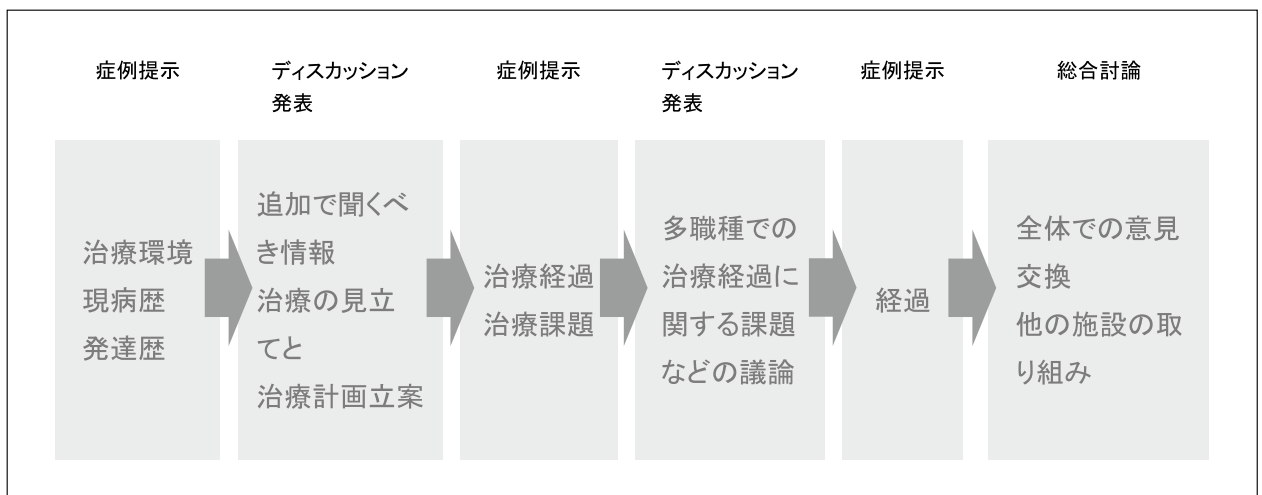 症例提示
ディスカッション
発表
症例提示
ディスカッション
発表
症例提示
総合討論
治療環境
現病歴
発達歴
追加で聞くべ
き情報
治療の見立
てと
治療計画立案
治療経過
治療課題
多職種での
治療経過に
関する課題
などの議論
経過
全体での意見
交換
他の施設の取
り組み